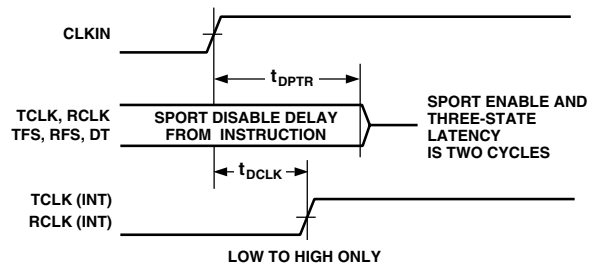 CLKIN
tDPTR
TCLK, RCLK
TFS, RFS, DT
SPORT DISABLE DELAY
FROM INSTRUCTION
SPORT ENABLE AND
THREE-STATE
LATENCY
IS TWO CYCLES
tDCLK
TCLK (INT)
RCLK (INT)
LOW TO HIGH ONLY